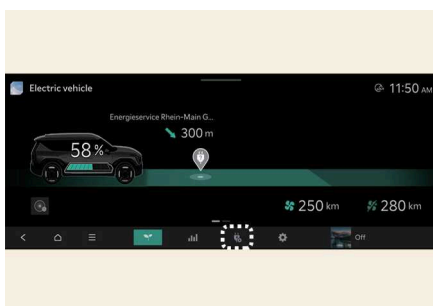 Electric vehicle
11:50 AM
Energieservice Rhein-Main G...
300 m
58 %
250 km
280 km
Off